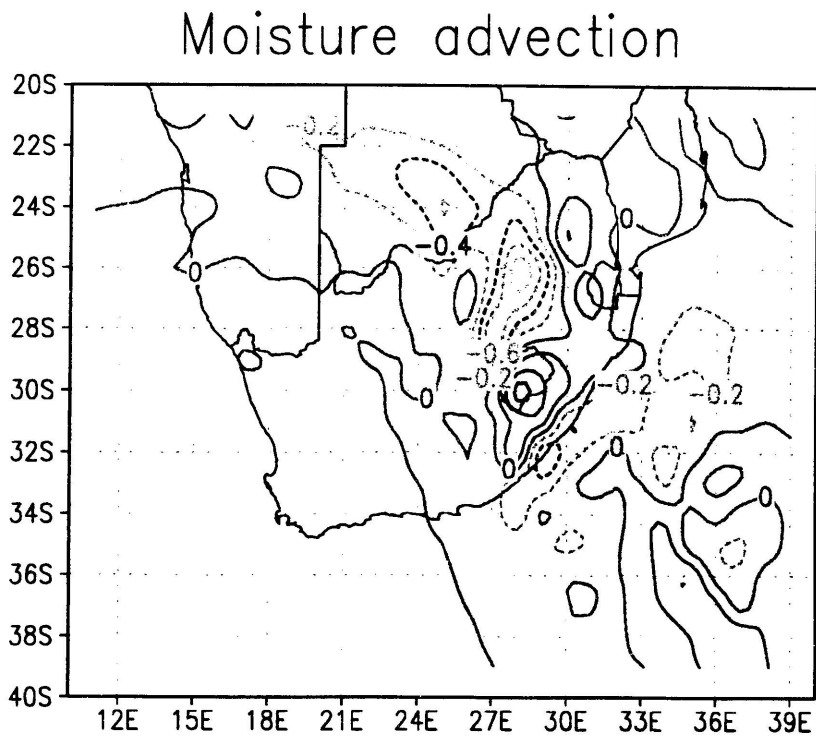 Moisture advection
20S
-0.2
22S
24S
0
-0.4
26S
0
28S
-0.6
-0.2
-0.2
-0.2
30S
0
0
0
32S
0
34S
36S
38S
40S
12E 15E 18E 21E 24E 27E 30E 33E 36E 39E